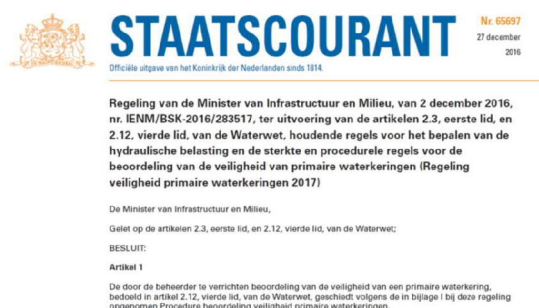 STAATSCOURANT
Nr. 65697
27 december
2016
Officiële uitgave van het Koninkrijk der Nederlanden sinds 1814.
Regeling van de Minister van Infrastructuur en Milieu, van 2 december 2016,
nr. IENM/BSK-2016/283517, ter uitvoering van de artikelen 2.3, eerste lid, en
2.12, vierde lid, van de Waterwet, houdende regels voor het bepalen van de
hydraulische belasting en de sterkte en procedurele regels voor de
beoordeling van de veiligheid van primaire waterkeringen (Regeling
veiligheid primaire waterkeringen 2017)
De Minister van Infrastructuur en Milieu,
Gelet op de artikelen 2.3, eerste lid, en 2.12, vierde lid, van de Waterwet;
BESLUIT:
Artikel 1
De door de beheerder te verrichten beoordeling van de veiligheid van een primaire waterkering,
bedoeld in artikel 2.12, vierde lid, van de Waterwet, geschiedt volgens de in bijlage I bij deze regeling
opgenomen Procedure beoordeling veiligheid primaire waterkeringen.